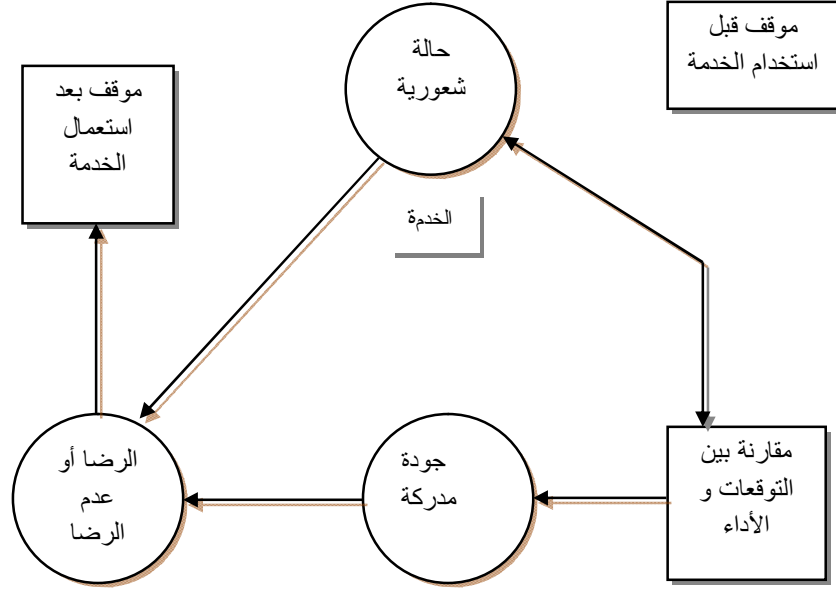 موقف قبل
استخدام الخدمة
حالة
شعورية
موقف بعد
استعمال
الخدمة
الخدمة
مقارنة بين
التوقعات و
الأداء
جودة
مدركة
الرضا أو
عدم
الرضا